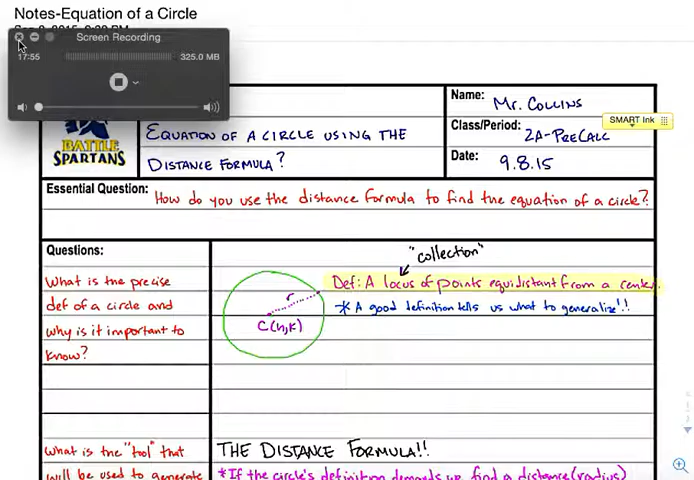 Notes-Equation of a Circle
Screen Recording
17:55
325.0 MB
Name: Mr. Collins
SMART Ink
Class/Period: 2A-PreCalc
Date: 9.8.15
BATTLE
SPARTANS
EQUATION OF A CIRCLE USING THE
DISTANCE FORMULA?
Essential Question: How do you use the distance formula to find the equation of a circle?
Questions:
"collection"
What is the precise
def of a circle and
why is it important to
know?
Def: A locus of points equidistant from a center.
* A good definition tells us what to generalize!!
r
C(h,k)
What is the "tool" that
will be used to generate
THE DISTANCE FORMULA!!
*If the circle's definition demands we find a distance (radius)